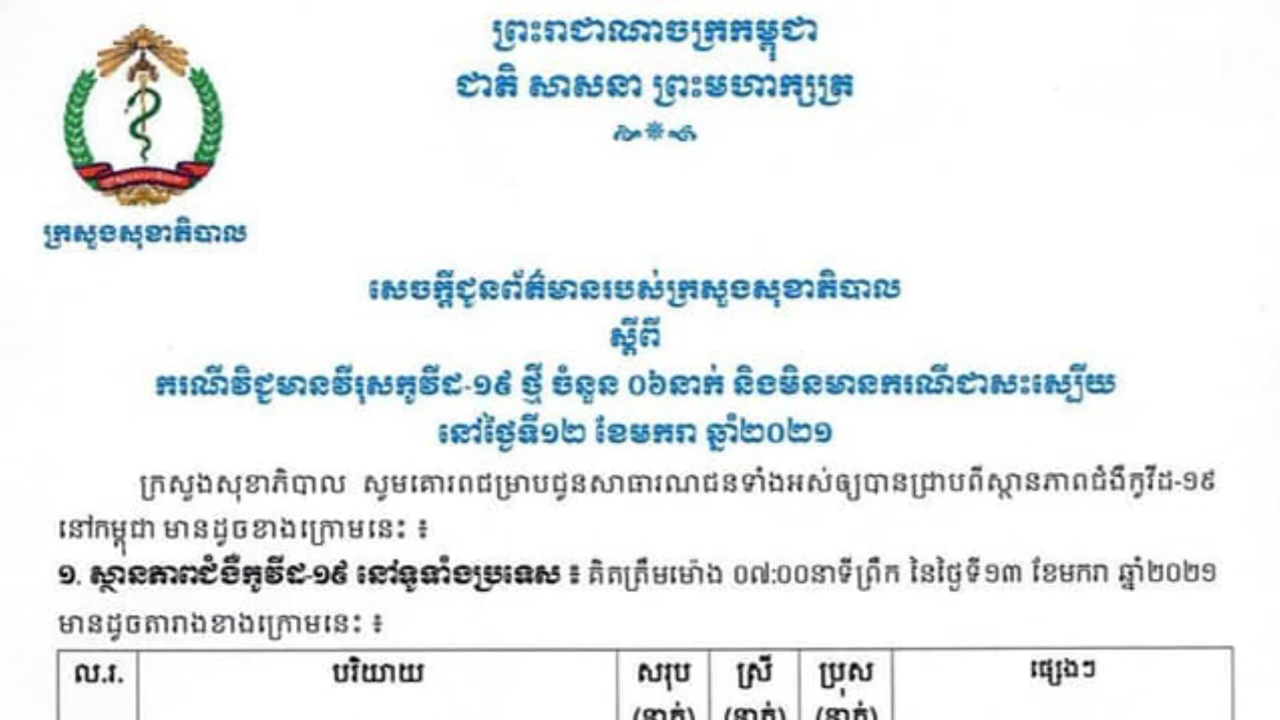 ព្រះរាជាណាចក្រកម្ពុជា
ជាតិ សាសនា ព្រះមហាក្សត្រ
ក្រសួងសុខាភិបាល
សេចក្តីជូនព័ត៌មានរបស់ក្រសួងសុខាភិបាល
ស្តីពី
ករណីវិជ្ជមានវីរុសកូវីដ-១៩ ថ្មី ចំនួន ០៦នាក់ និងមិនមានករណីជាសះស្បើយ
នៅថ្ងៃទី១២ ខែមករា ឆ្នាំ២០២១
ក្រសួងសុខាភិបាល សូមគោរពជម្រាបជូនសាធារណជនទាំងអស់ឲ្យបានជ្រាបពីស្ថានភាពជំងឺកូវីដ-១៩
នៅកម្ពុជា មានដូចខាងក្រោមនេះ ៖
១. ស្ថានភាពជំងឺកូវីដ-១៩ នៅទូទាំងប្រទេស ៖ គិតត្រឹមម៉ោង ០៧:០០នាទីព្រឹក នៃថ្ងៃទី១៣ ខែមករា ឆ្នាំ២០២១
មានដូចតារាងខាងក្រោមនេះ ៖
ល.រ. បរិយាយ សរុប ស្រី ប្រុស ផ្សេងៗ
(នាក់) (នាក់) (នាក់)